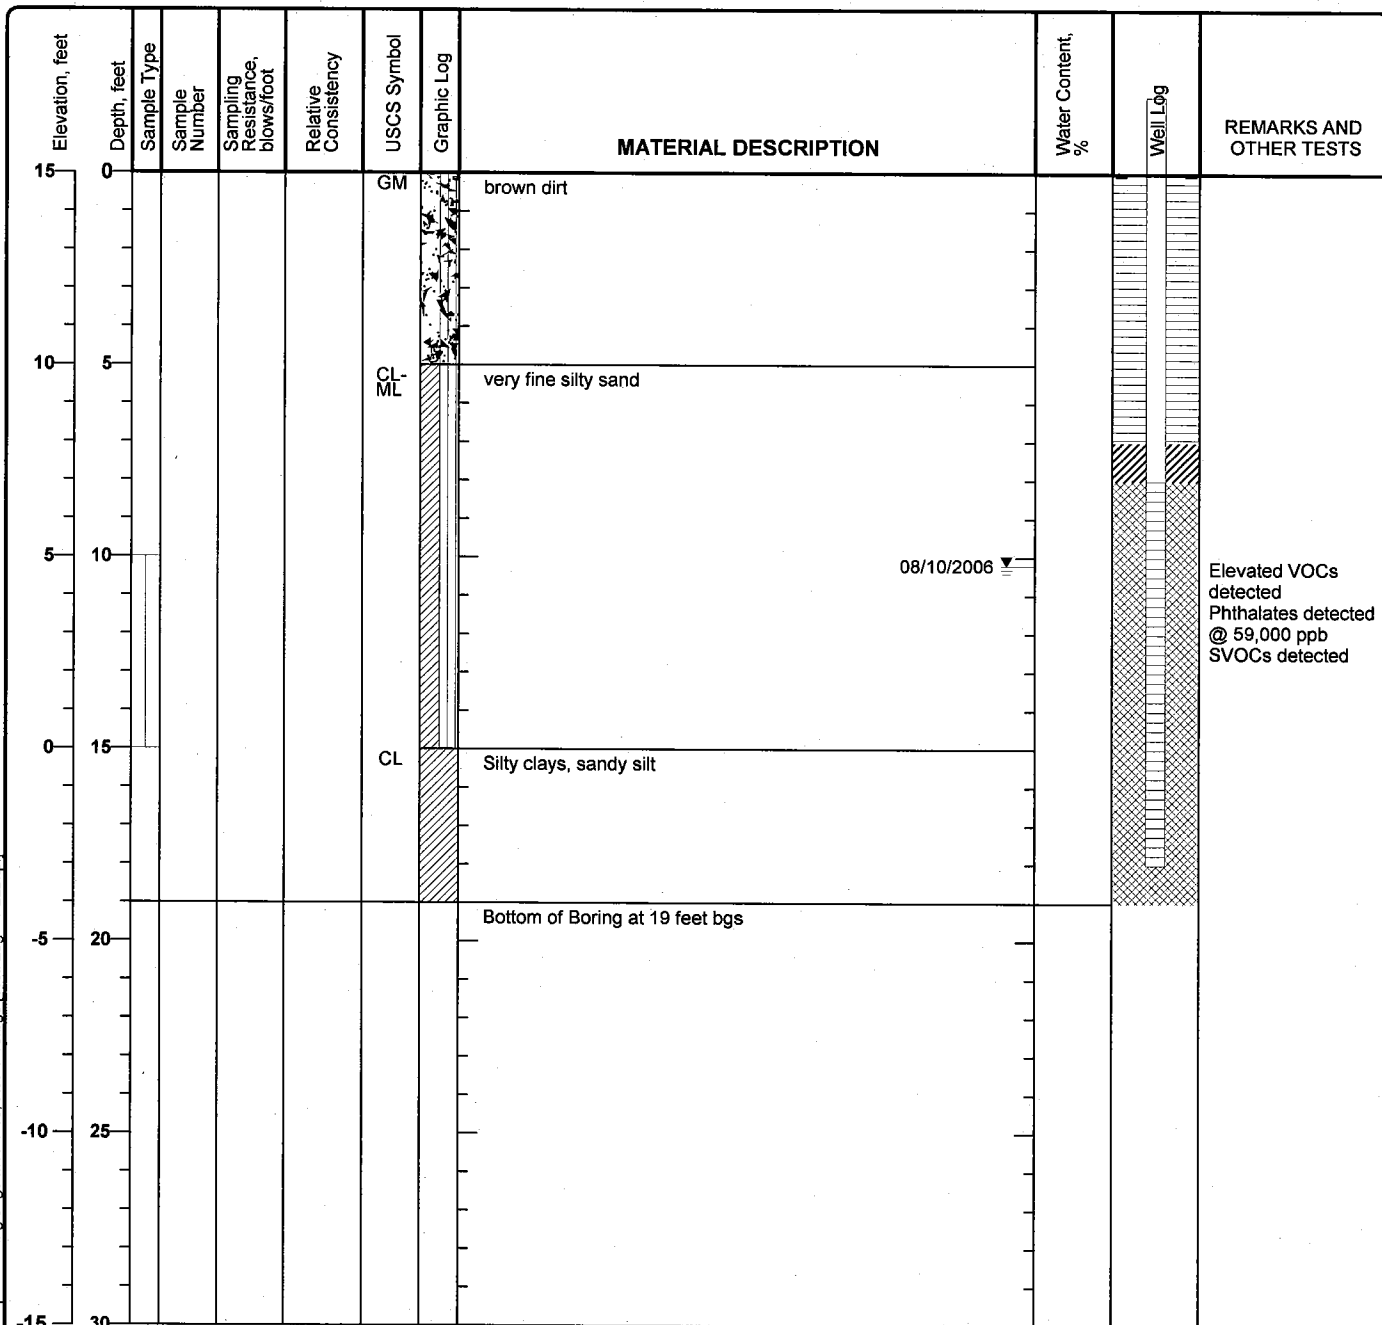 Elevation, feet
Depth, feet
Sample Type
Sample
Number
Sampling
Resistance,
blows/foot
Relative
Consistency
USCS Symbol
Graphic Log
MATERIAL DESCRIPTION
Water Content,
%
Well Log
REMARKS AND
OTHER TESTS
15 0
GM brown dirt
10 5
CL-
ML
very fine silty sand
5 10
08/10/2006
Elevated VOCs
detected
Phthalates detected
@ 59,000 ppb
SVOCs detected
0 15
CL Silty clays, sandy silt
Bottom of Boring at 19 feet bgs
-5 20
-10 25
-15 30